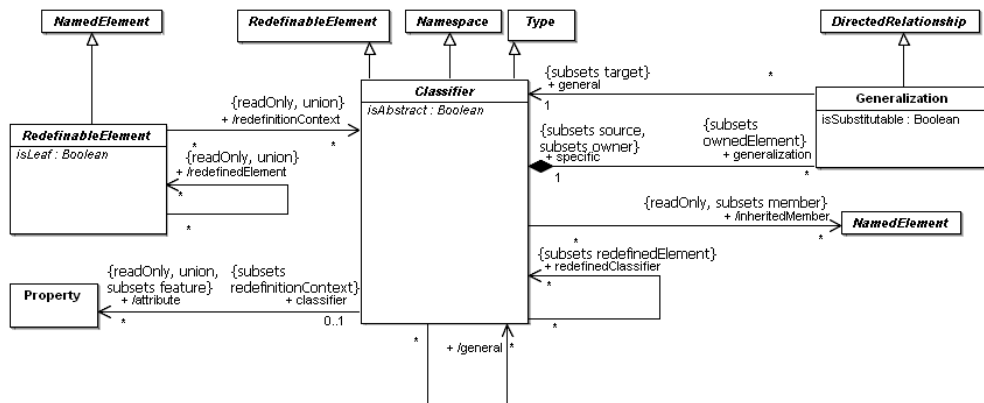 NamedElement
RedefinableElement
Namespace
Type
DirectedRelationship
Classifier
isAbstract : Boolean
{subsets target}
+ general
*
1
Generalization
isSubstitutable : Boolean
RedefinableElement
isLeaf : Boolean
{readOnly, union}
+ /redefinitionContext
*
*
{readOnly, union}
+ /redefinedElement
*
*
{subsets source,
subsets owner}
+ specific
1
{subsets
ownedElement}
+ generalization
*
{readOnly, subsets member}
+ /inheritedMember
*
*
NamedElement
{subsets redefinedElement}
+ redefinedClassifier
*
*
Property
{readOnly, union,
subsets feature}
+ /attribute
*
{subsets
redefinitionContext}
+ classifier
0..1
*
+ /general
*